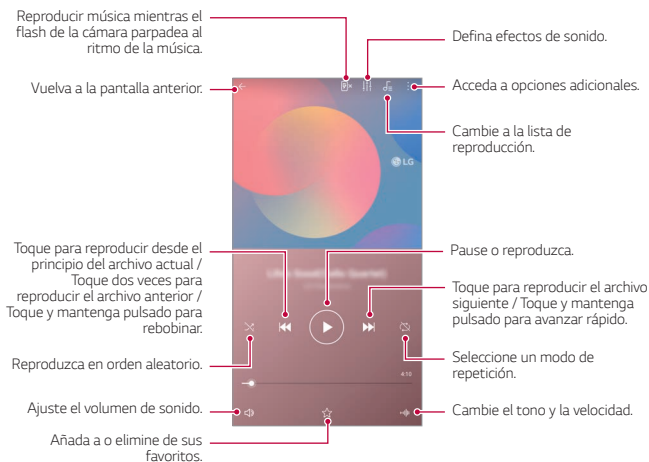 Reproducir música mientras el
flash de la cámara parpadea al
ritmo de la música.
Defina efectos de sonido.
Vuelva a la pantalla anterior.
Acceda a opciones adicionales.
Cambie a la lista de
reproducción.
LG
Toque para reproducir desde el
principio del archivo actual /
Toque dos veces para
reproducir el archivo anterior /
Toque y mantenga pulsado para
rebobinar.
Pause o reproduzca.
Toque para reproducir el archivo
siguiente / Toque y mantenga
pulsado para avanzar rápido.
Reproduzca en orden aleatorio.
Seleccione un modo de
repetición.
4:19
Ajuste el volumen de sonido.
Cambie el tono y la velocidad.
Añada a o elimine de sus
favoritos.